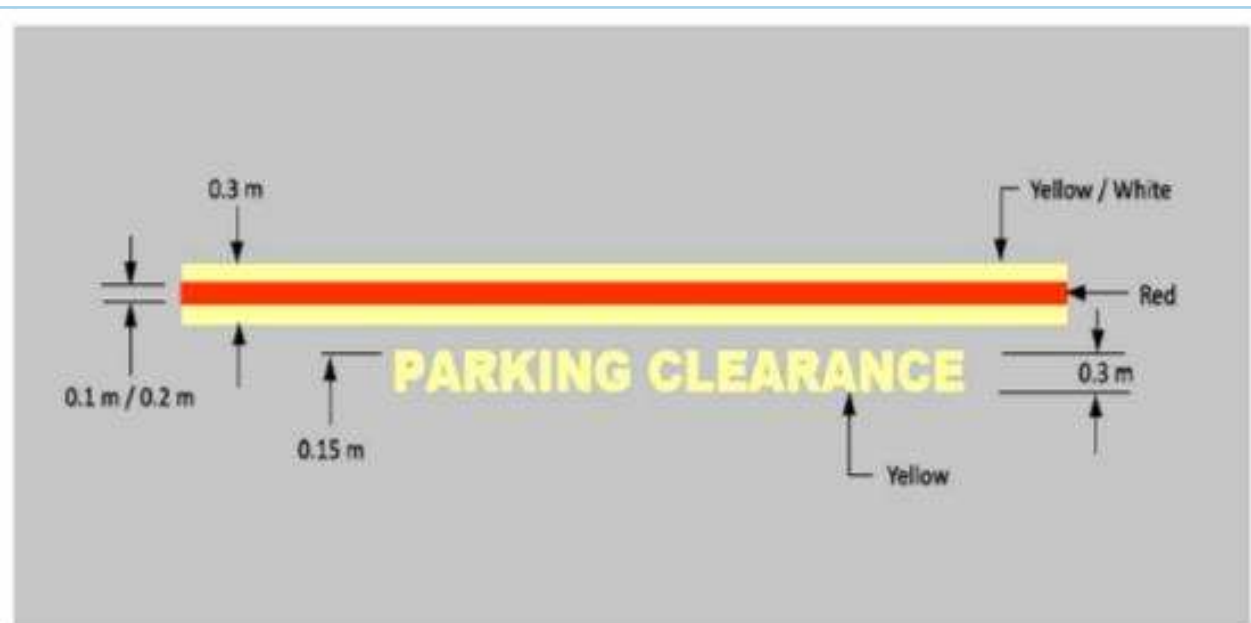 0.3 m
Yellow / White
Red
0.1 m / 0.2 m
PARKING CLEARANCE
0.3 m
0.15 m
Yellow